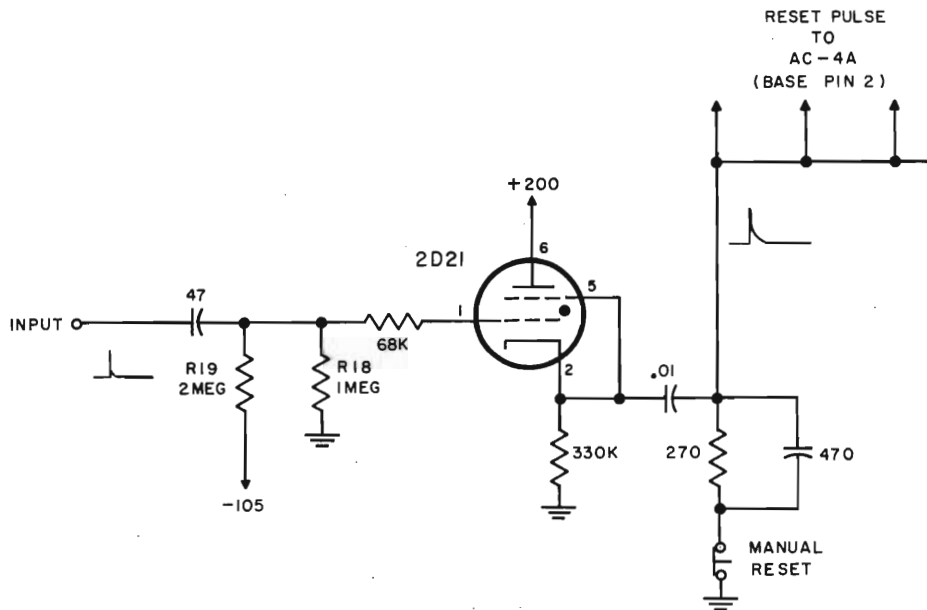 RESET PULSE
TO
AC-4A
(BASE PIN 2)
+200
6
2D21
5
47
1
INPUT
68K
R19
2MEG
R18
1MEG
2
.01
330K
270
470
-105
MANUAL
RESET